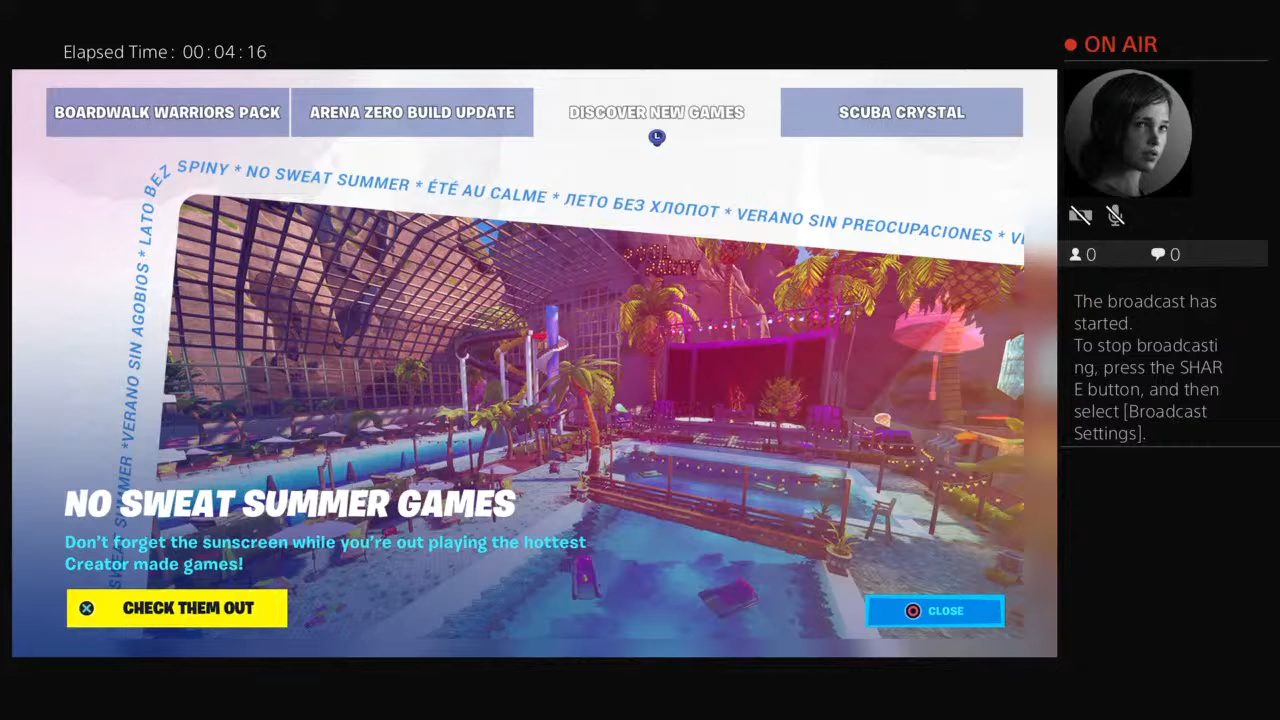 Elapsed Time: 00:04:16
ON AIR
BOARDWALK WARRIORS PACK
ARENA ZERO BUILD UPDATE
DISCOVER NEW GAMES
SCUBA CRYSTAL
L
SWEAT SUMMER *VERANO SIN AGOBIOS * LATO BEZ SPINY * NO SWEAT SUMMER * ÉTÉ AU CALME * ЛЕТО БЕЗ ХЛОПОТ * VERANO SIN PREOCUPACIONES *
POOL
PARTY
NO SWEAT SUMMER GAMES
Don't forget the sunscreen while you're out playing the hottest
Creator made games!
CHECK THEM OUT
CLOSE
0
0
The broadcast has
started.
To stop broadcasti
ng, press the SHAR
E button, and then
select [Broadcast
Settings].